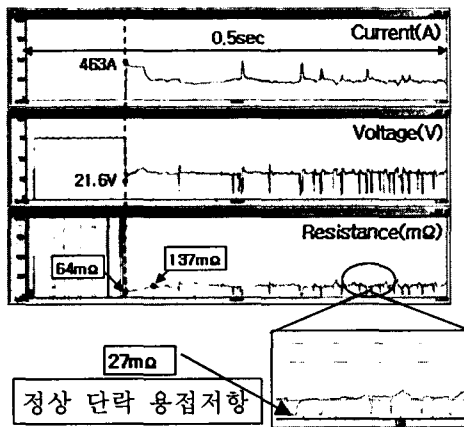 0.5sec
Current(A)
463A
Voltage(V)
21.6V
Resistance(mΩ)
64mΩ
137mΩ
27mΩ
정상 단락 용접저항